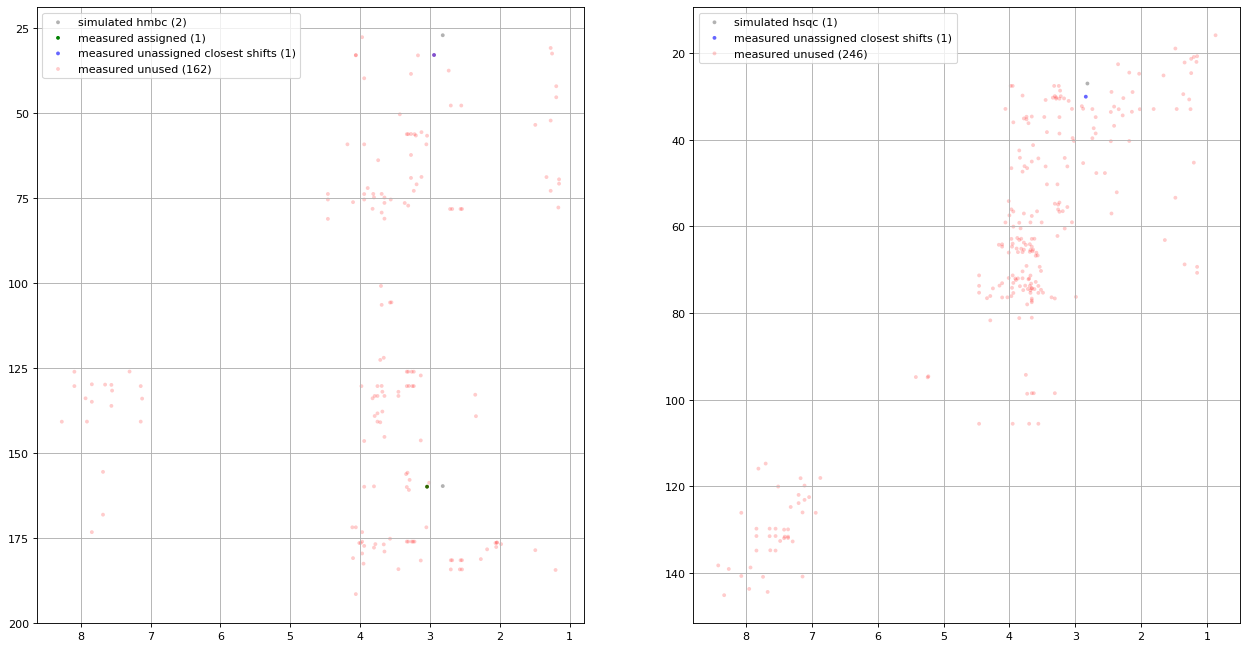 simulated hmbc (2)
measured assigned (1)
measured unassigned closest shifts (1)
measured unused (162)
25
50
75
100
125
150
175
200
8 7 6 5 4 3 2 1
simulated hsqc (1)
measured unassigned closest shifts (1)
measured unused (246)
20
40
60
80
100
120
140
8 7 6 5 4 3 2 1